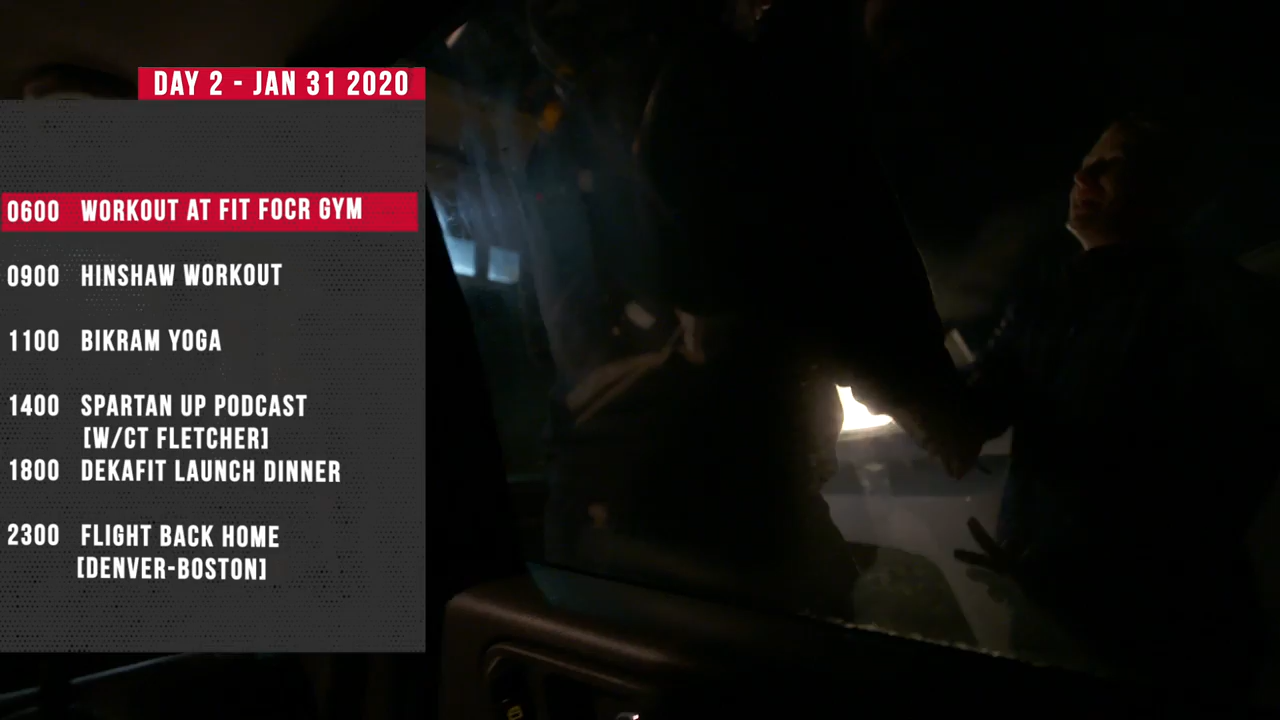 DAY 2 - JAN 31 2020
0600 WORKOUT AT FIT FOCR GYM
0900 HINSHAW WORKOUT
1100 BIKRAM YOGA
1400 SPARTAN UP PODCAST
[W/CT FLETCHER]
1800 DEKAFIT LAUNCH DINNER
2300 FLIGHT BACK HOME
[DENVER-BOSTON]